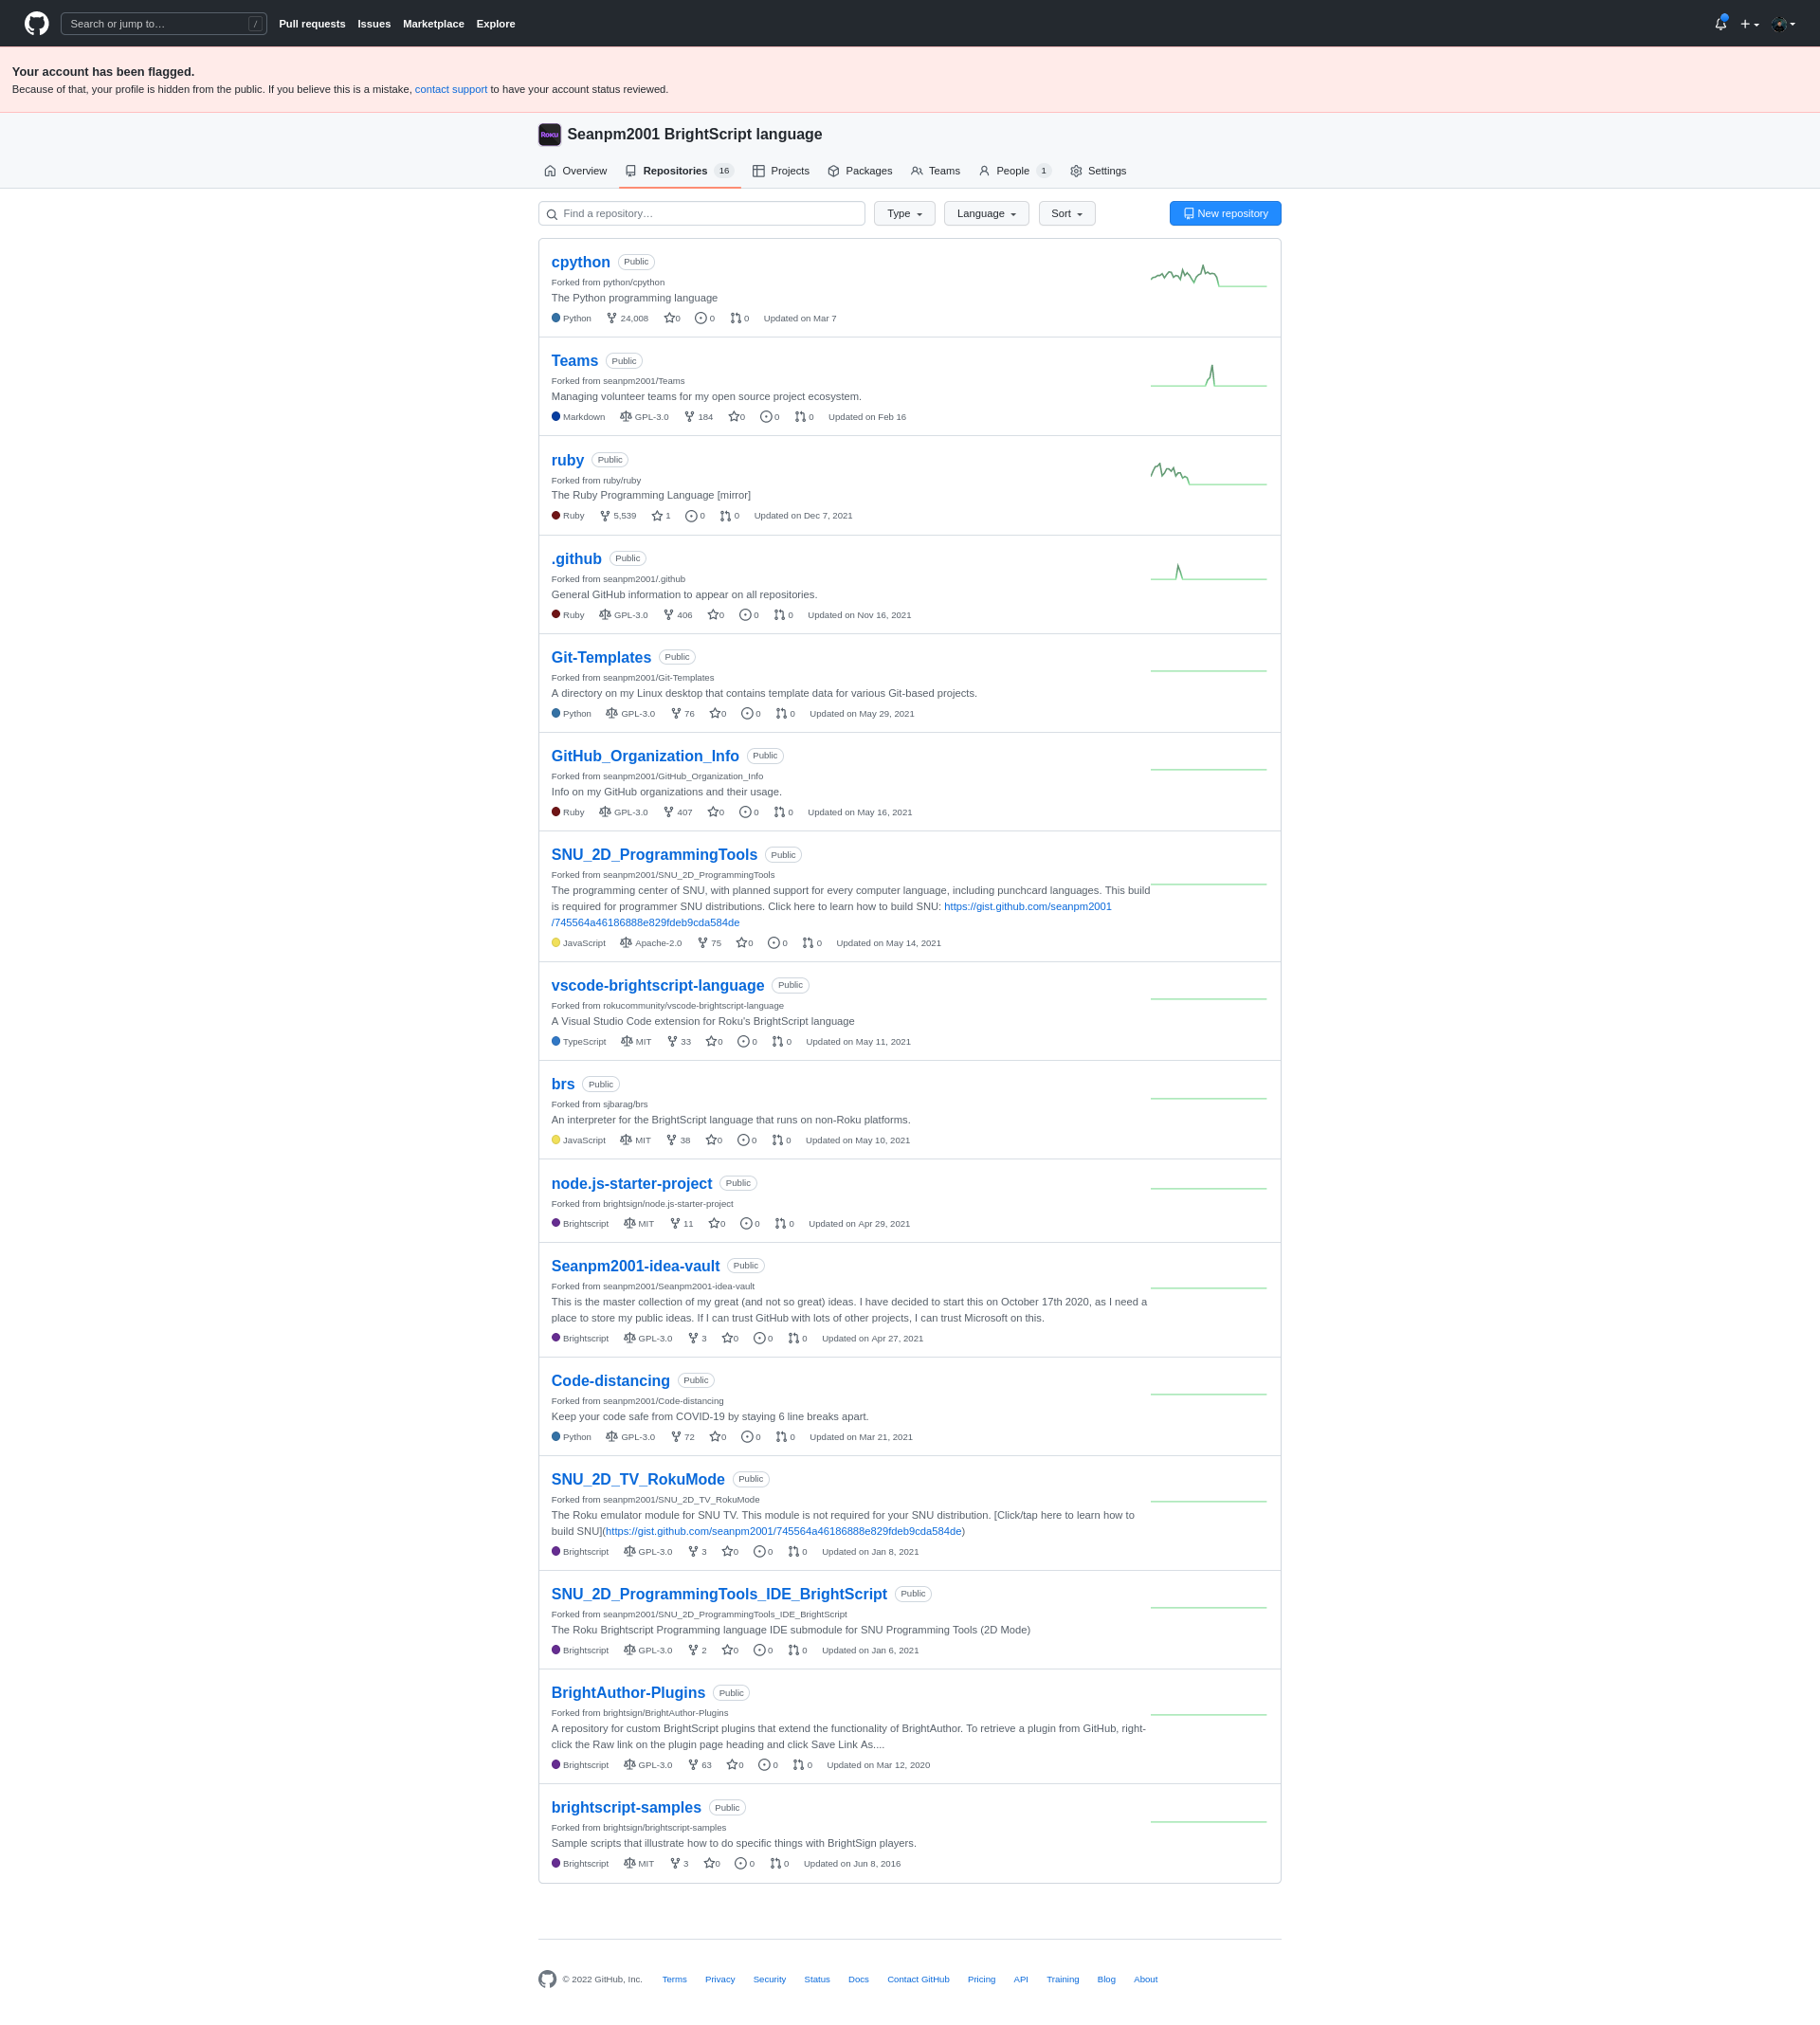 Search or jump to… /
Pull requests Issues Marketplace Explore
Your account has been flagged.
Because of that, your profile is hidden from the public. If you believe this is a mistake, contact support to have your account status reviewed.
Roku Seanpm2001 BrightScript language
Overview Repositories 16 Projects Packages Teams People 1 Settings
Find a repository… Type Language Sort New repository
cpython Public
Forked from python/cpython
The Python programming language
Python 24,008 0 0 0 Updated on Mar 7
Teams Public
Forked from seanpm2001/Teams
Managing volunteer teams for my open source project ecosystem.
Markdown GPL-3.0 184 0 0 0 Updated on Feb 16
ruby Public
Forked from ruby/ruby
The Ruby Programming Language [mirror]
Ruby 5,539 1 0 0 Updated on Dec 7, 2021
.github Public
Forked from seanpm2001/.github
General GitHub information to appear on all repositories.
Ruby GPL-3.0 406 0 0 0 Updated on Nov 16, 2021
Git-Templates Public
Forked from seanpm2001/Git-Templates
A directory on my Linux desktop that contains template data for various Git-based projects.
Python GPL-3.0 76 0 0 0 Updated on May 29, 2021
GitHub_Organization_Info Public
Forked from seanpm2001/GitHub_Organization_Info
Info on my GitHub organizations and their usage.
Ruby GPL-3.0 407 0 0 0 Updated on May 16, 2021
SNU_2D_ProgrammingTools Public
Forked from seanpm2001/SNU_2D_ProgrammingTools
The programming center of SNU, with planned support for every computer language, including punchcard languages. This build
is required for programmer SNU distributions. Click here to learn how to build SNU: https://gist.github.com/seanpm2001
/745564a46186888e829fdeb9cda584de
JavaScript Apache-2.0 75 0 0 0 Updated on May 14, 2021
vscode-brightscript-language Public
Forked from rokucommunity/vscode-brightscript-language
A Visual Studio Code extension for Roku's BrightScript language
TypeScript MIT 33 0 0 0 Updated on May 11, 2021
brs Public
Forked from sjbarag/brs
An interpreter for the BrightScript language that runs on non-Roku platforms.
JavaScript MIT 38 0 0 0 Updated on May 10, 2021
node.js-starter-project Public
Forked from brightsign/node.js-starter-project
Brightscript MIT 11 0 0 0 Updated on Apr 29, 2021
Seanpm2001-idea-vault Public
Forked from seanpm2001/Seanpm2001-idea-vault
This is the master collection of my great (and not so great) ideas. I have decided to start this on October 17th 2020, as I need a
place to store my public ideas. If I can trust GitHub with lots of other projects, I can trust Microsoft on this.
Brightscript GPL-3.0 3 0 0 0 Updated on Apr 27, 2021
Code-distancing Public
Forked from seanpm2001/Code-distancing
Keep your code safe from COVID-19 by staying 6 line breaks apart.
Python GPL-3.0 72 0 0 0 Updated on Mar 21, 2021
SNU_2D_TV_RokuMode Public
Forked from seanpm2001/SNU_2D_TV_RokuMode
The Roku emulator module for SNU TV. This module is not required for your SNU distribution. [Click/tap here to learn how to
build SNU](https://gist.github.com/seanpm2001/745564a46186888e829fdeb9cda584de)
Brightscript GPL-3.0 3 0 0 0 Updated on Jan 8, 2021
SNU_2D_ProgrammingTools_IDE_BrightScript Public
Forked from seanpm2001/SNU_2D_ProgrammingTools_IDE_BrightScript
The Roku Brightscript Programming language IDE submodule for SNU Programming Tools (2D Mode)
Brightscript GPL-3.0 2 0 0 0 Updated on Jan 6, 2021
BrightAuthor-Plugins Public
Forked from brightsign/BrightAuthor-Plugins
A repository for custom BrightScript plugins that extend the functionality of BrightAuthor. To retrieve a plugin from GitHub, right-
click the Raw link on the plugin page heading and click Save Link As....
Brightscript GPL-3.0 63 0 0 0 Updated on Mar 12, 2020
brightscript-samples Public
Forked from brightsign/brightscript-samples
Sample scripts that illustrate how to do specific things with BrightSign players.
Brightscript MIT 3 0 0 0 Updated on Jun 8, 2016
© 2022 GitHub, Inc. Terms Privacy Security Status Docs Contact GitHub Pricing API Training Blog About